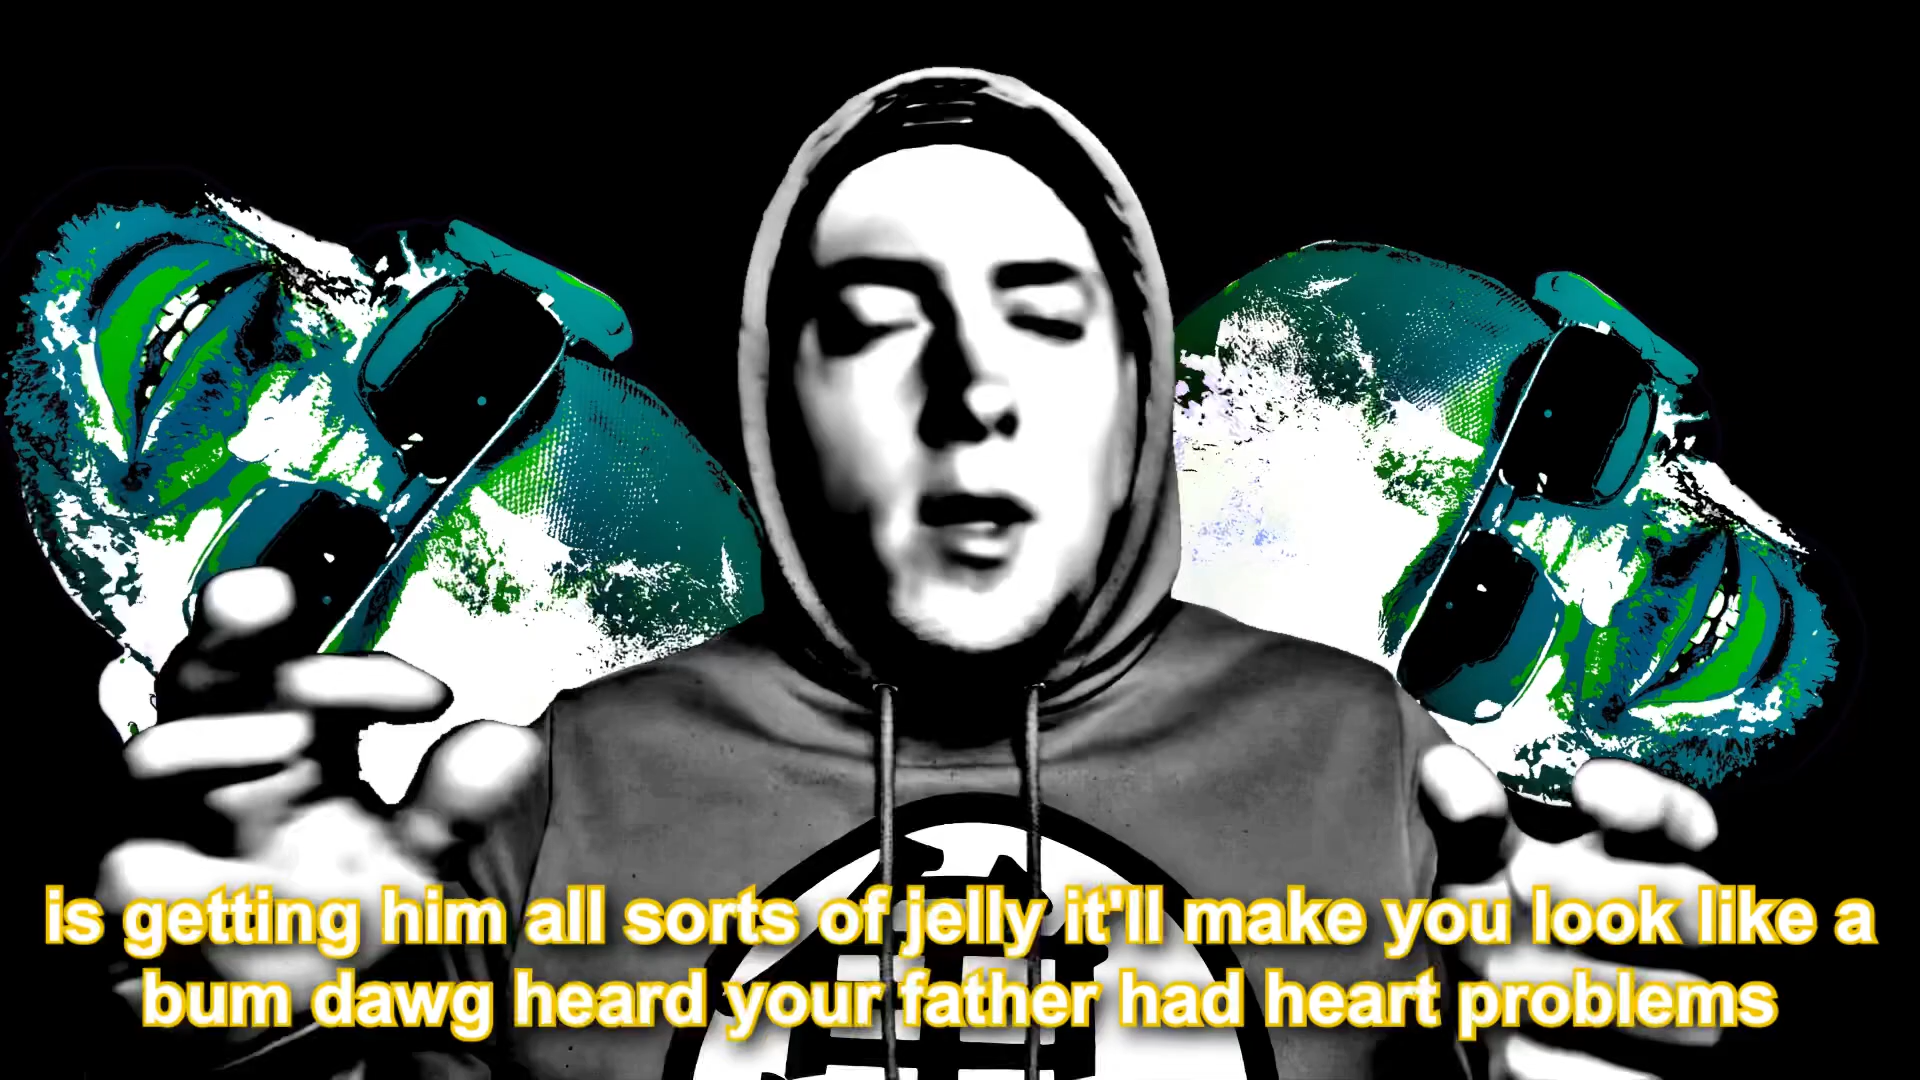 is getting him all sorts of jelly it'll make you look like a
bum dawg heard your father had heart problems